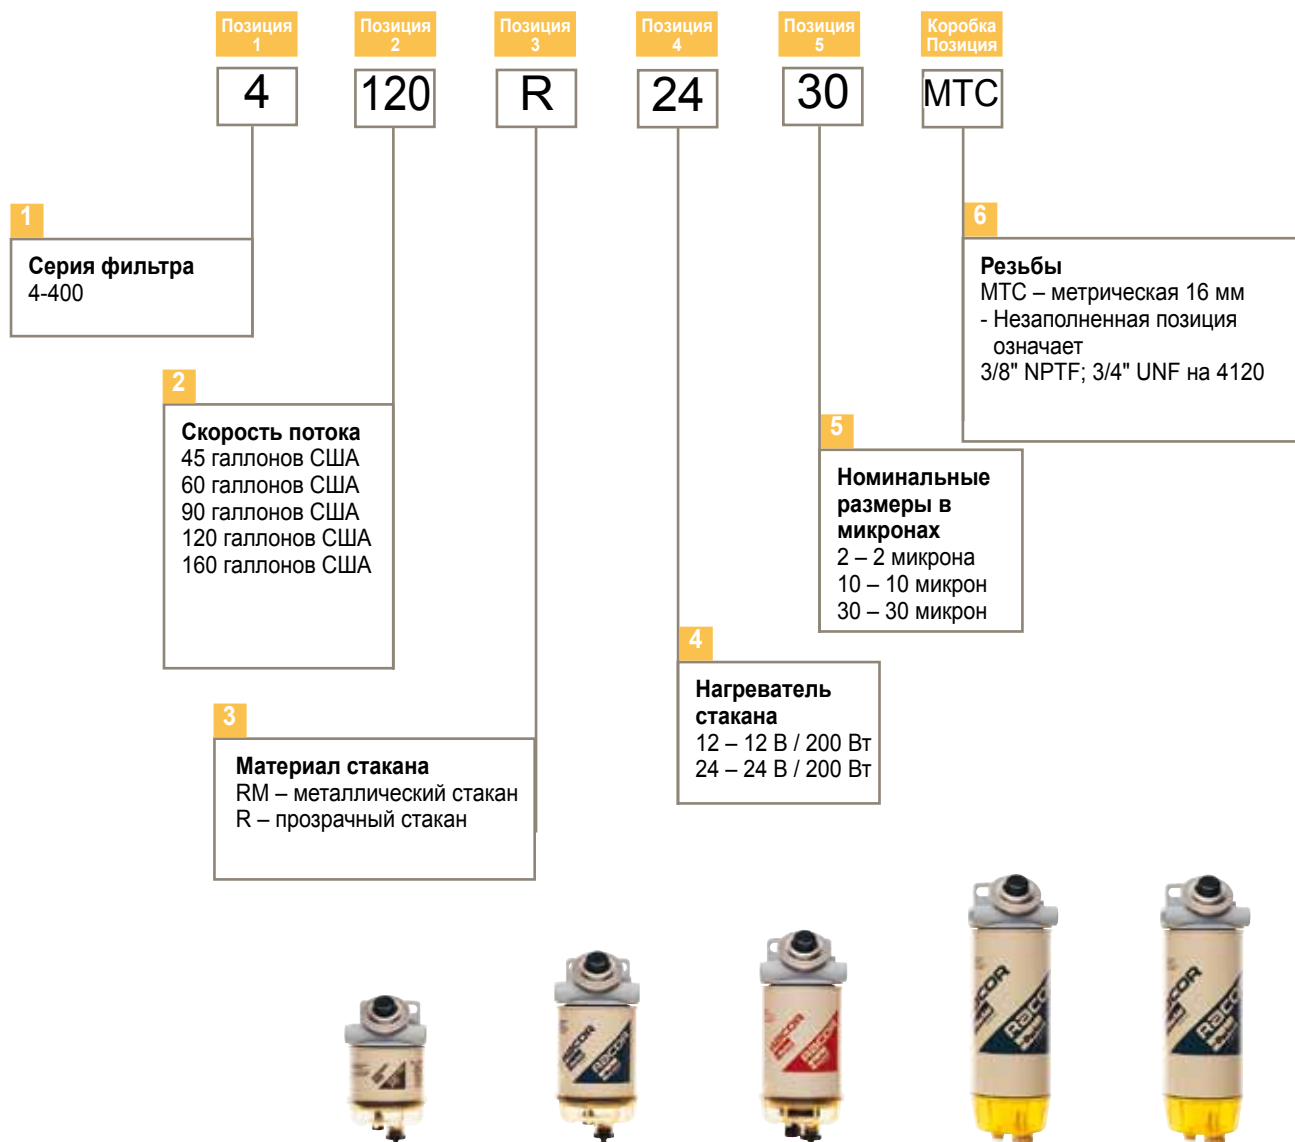 Позиция 1
Позиция 2
Позиция 3
Позиция 4
Позиция 5
Коробка Позиция
4
120
R
24
30
MTC
1
Серия фильтра
4-400
6
Резьбы
MTC – метрическая 16 мм
- Незаполненная позиция
означает
3/8" NPTF; 3/4" UNF на 4120
2
Скорость потока
45 галлонов США
60 галлонов США
90 галлонов США
120 галлонов США
160 галлонов США
5
Номинальные
размеры в
микронах
2 – 2 микрона
10 – 10 микрон
30 – 30 микрон
4
Нагреватель
стакана
12 – 12 В / 200 Вт
24 – 24 В / 200 Вт
3
Материал стакана
RM – металлический стакан
R – прозрачный стакан
RACOR
RACOR
RACOR
RACOR